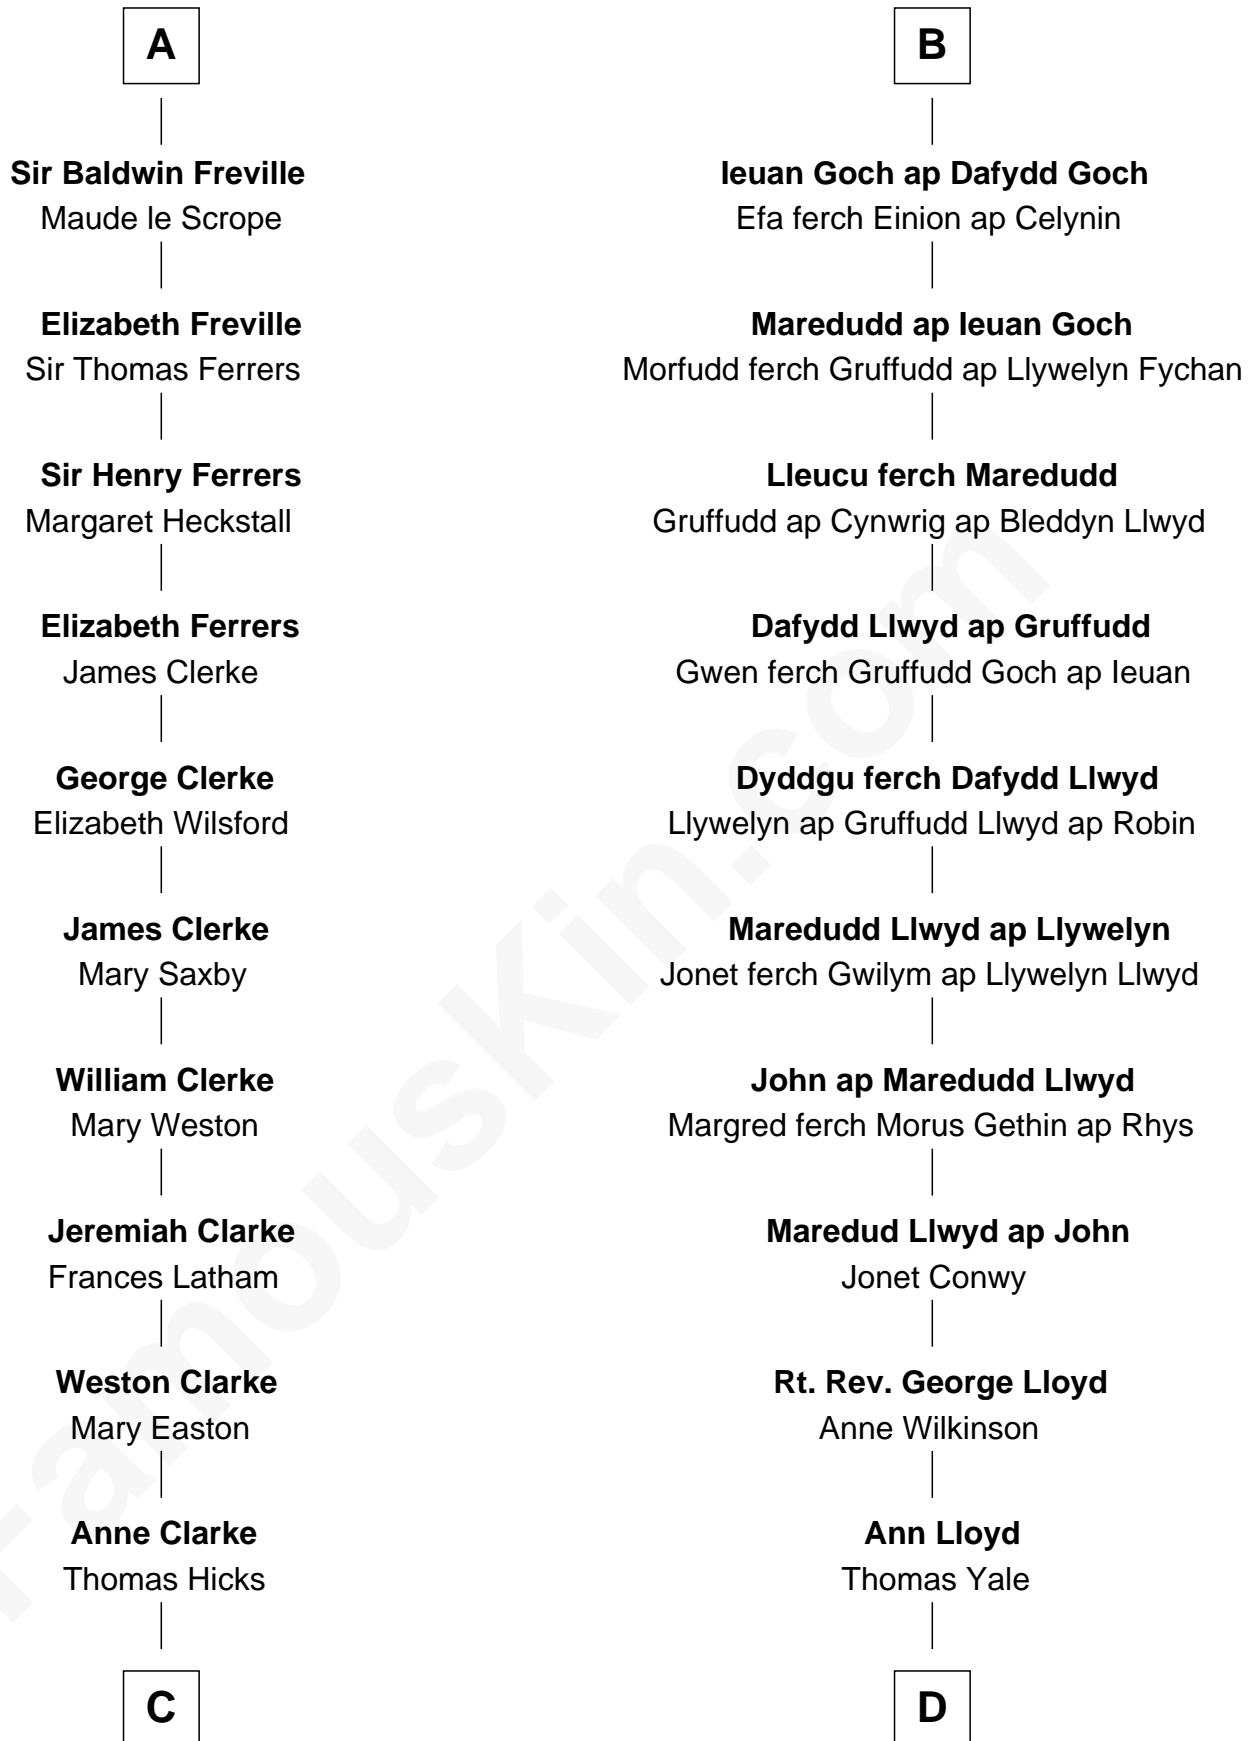 A
Sir Baldwin Freville
Maude le Scrope
Elizabeth Freville
Sir Thomas Ferrers
Sir Henry Ferrers
Margaret Heckstall
Elizabeth Ferrers
James Clerke
George Clerke
Elizabeth Wilsford
James Clerke
Mary Saxby
William Clerke
Mary Weston
Jeremiah Clarke
Frances Latham
Weston Clarke
Mary Easton
Anne Clarke
Thomas Hicks
C
B
Ieuan Goch ap Dafydd Goch
Efa ferch Einion ap Celynin
Maredudd ap Ieuan Goch
Morfudd ferch Gruffudd ap Llywelyn Fychan
Lleucu ferch Maredudd
Gruffudd ap Cynwrig ap Bleddyn Llwyd
Dafydd Llwyd ap Gruffudd
Gwen ferch Gruffudd Goch ap Ieuan
Dyddgu ferch Dafydd Llwyd
Llywelyn ap Gruffudd Llwyd ap Robin
Maredudd Llwyd ap Llywelyn
Jonet ferch Gwilym ap Llywelyn Llwyd
John ap Maredudd Llwyd
Margred ferch Morus Gethin ap Rhys
Maredud Llwyd ap John
Jonet Conwy
Rt. Rev. George Lloyd
Anne Wilkinson
Ann Lloyd
Thomas Yale
D
FamousKin.com